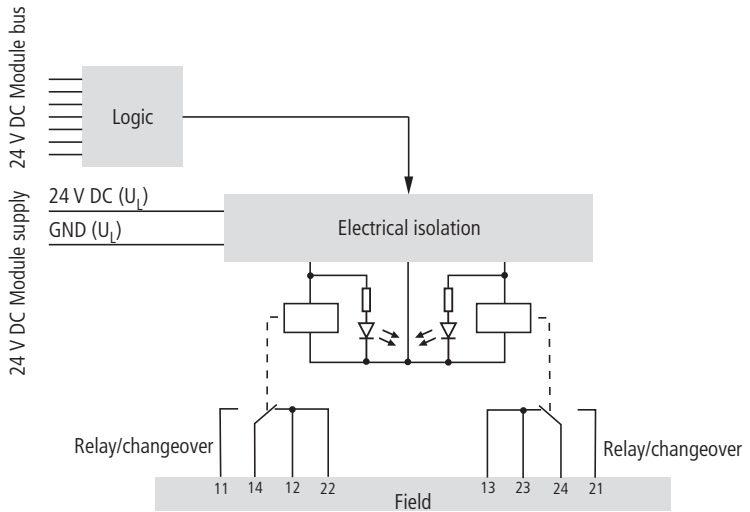 24 V DC Module bus
Logic
24 V DC Module supply
24 V DC (UL)
GND (UL)
Electrical isolation
Relay/changeover
Relay/changeover
11 14 12 22 13 23 24 21
Field